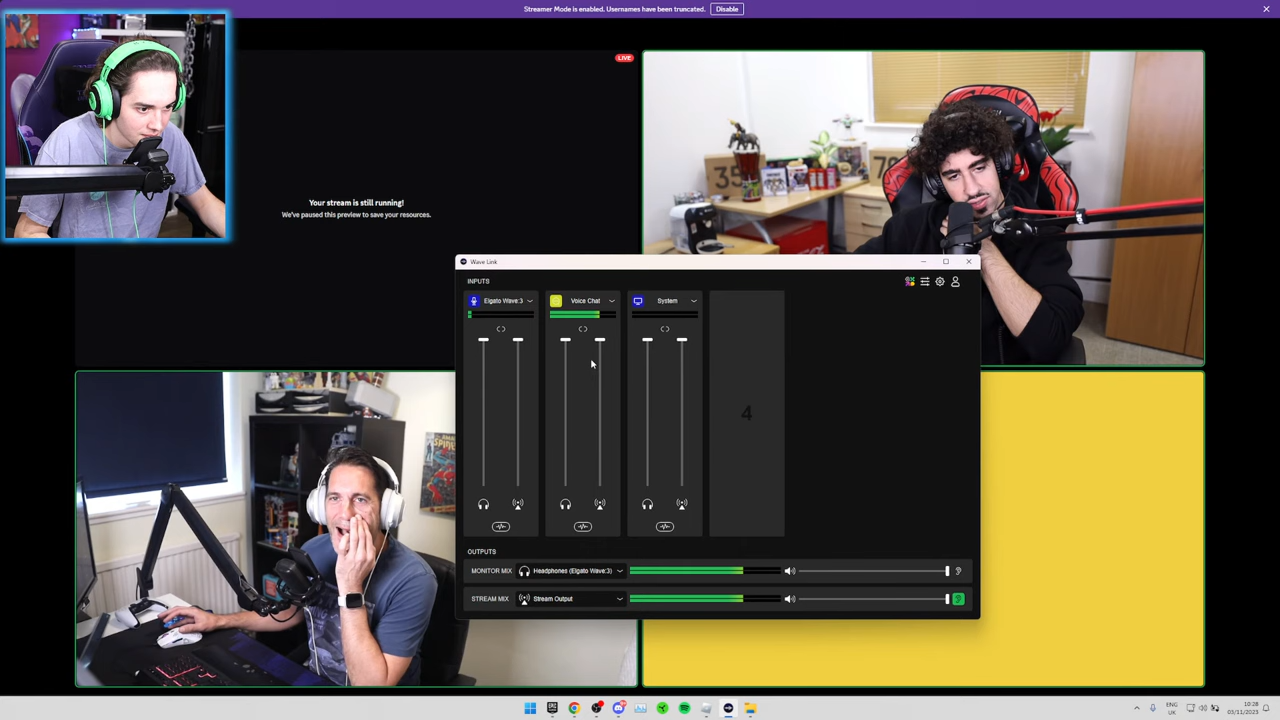 Streamer Mode is enabled. Usernames have been truncated. Disable
LIVE
Your stream is still running!
We've paused this preview to save your resources.
35
Wave Link
INPUTS
Elgato Wave:3
Voice Chat
System
4
OUTPUTS
MONITOR MIX
Headphones (Elgato Wave:3)
STREAM MIX
Stream Output
ENG
UK
10:28
03/11/2023